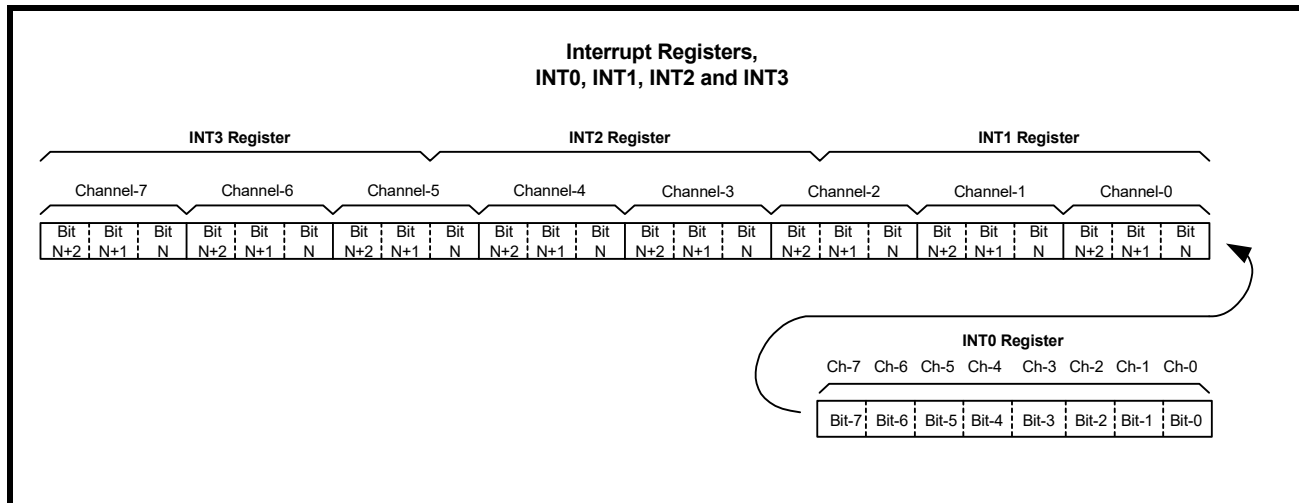 Interrupt Registers,
INT0, INT1, INT2 and INT3
INT3 Register INT2 Register INT1 Register
Channel-7 Channel-6 Channel-5 Channel-4 Channel-3 Channel-2 Channel-1 Channel-0
Bit Bit Bit Bit Bit Bit Bit Bit Bit Bit Bit Bit Bit Bit Bit Bit Bit Bit Bit Bit Bit Bit Bit Bit
N+2 N+1 N N+2 N+1 N N+2 N+1 N N+2 N+1 N N+2 N+1 N N+2 N+1 N N+2 N+1 N N+2 N+1 N
INT0 Register
Ch-7 Ch-6 Ch-5 Ch-4 Ch-3 Ch-2 Ch-1 Ch-0
Bit-7 Bit-6 Bit-5 Bit-4 Bit-3 Bit-2 Bit-1 Bit-0